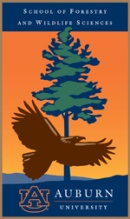 SCHOOL OF FORESTRY
AND WILDLIFE SCIENCES
AU AUBURN
UNIVERSITY